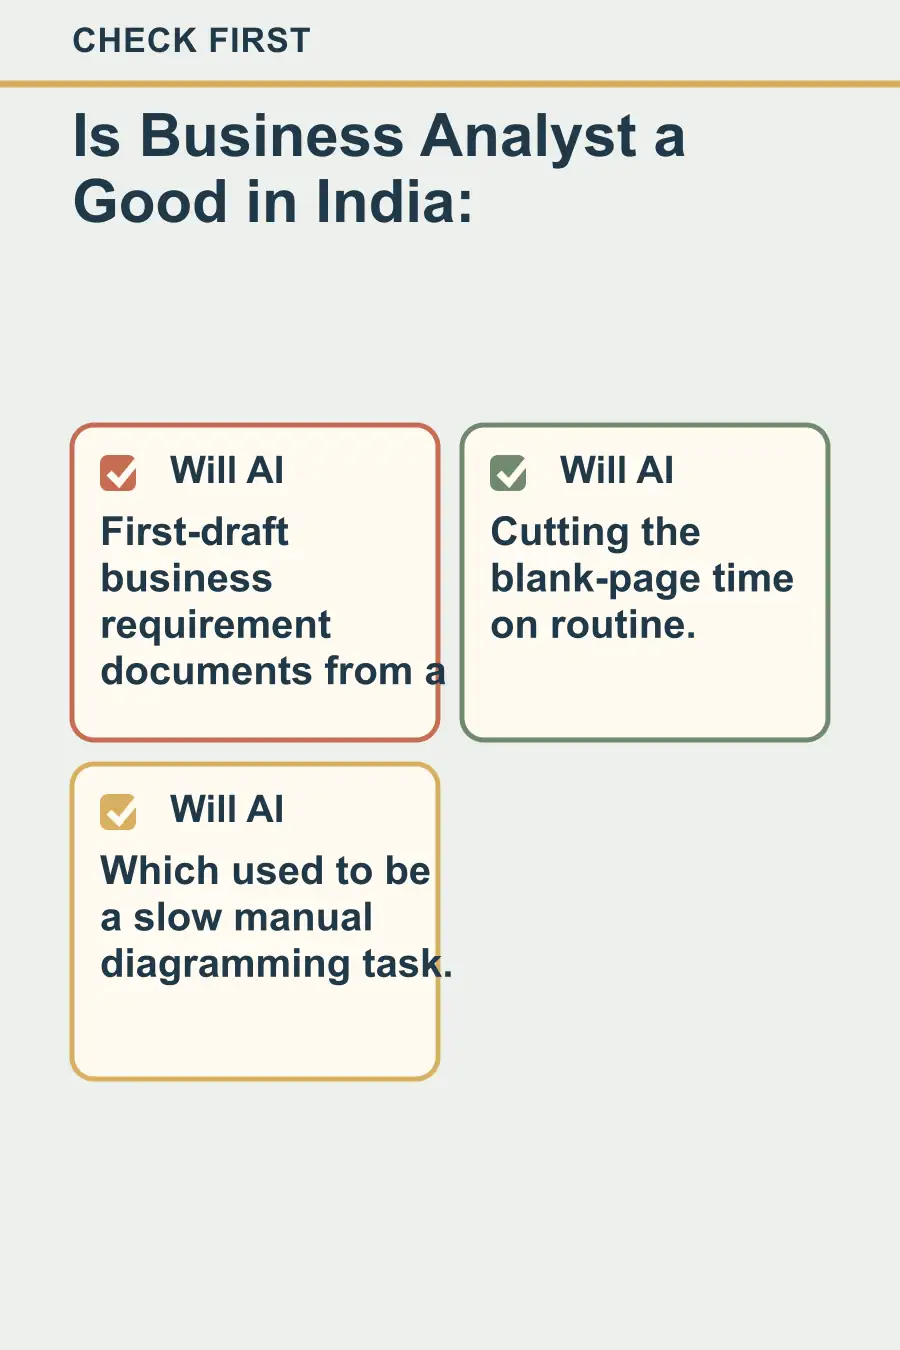 CHECK FIRST
Is Business Analyst a
Good in India:
Will AI
First-draft
business
requirement
documents from a
Will AI
Cutting the
blank-page time
on routine.
Will AI
Which used to be
a slow manual
diagramming task.